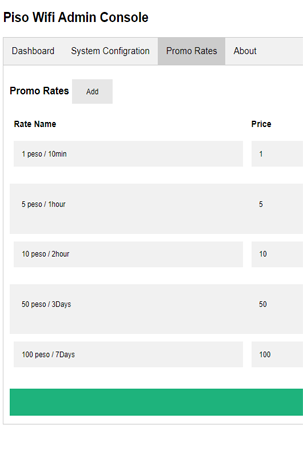 Piso Wifi Admin Console
Dashboard System Configration Promo Rates About
Promo Rates Add
Rate Name Price
1 peso / 10min 1
5 peso / 1hour 5
10 peso / 2hour 10
50 peso / 3Days 50
100 peso / 7Days 100